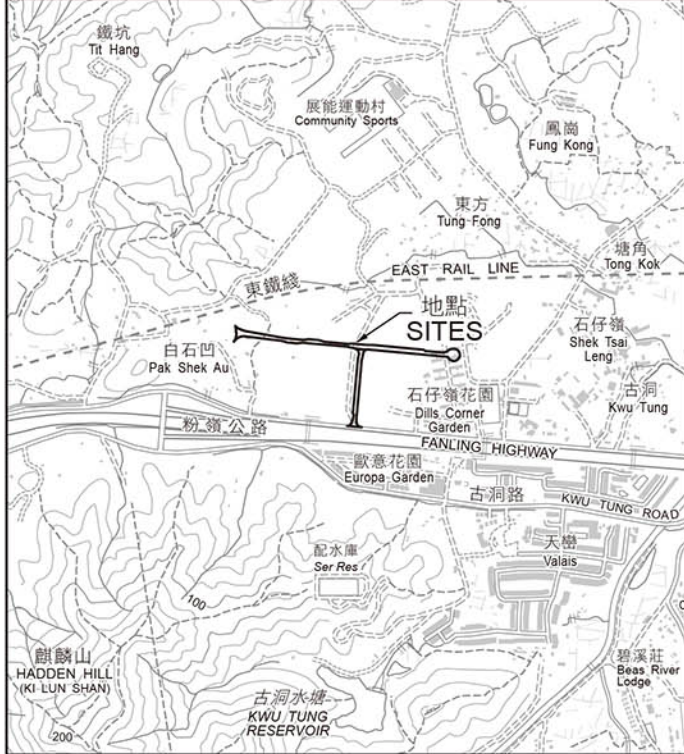 鐵坑
Tit Hang
展能運動村
Community Sports
鳳崗
Fung Kong
東方
Tung Fong
塘角
Tong Kok
EAST RAIL LINE
東鐵綫
地點
SITES
石仔嶺
Shek Tsai
Leng
白石凹
Pak Shek Au
石仔嶺花園
Dills Corner
Garden
古洞
Kwu Tung
粉嶺公路
FANLING HIGHWAY
歐意花園
Europa Garden
古洞路
KWU TUNG ROAD
天巒
Valais
配水庫
Ser Res
100
麒麟山
HADDEN HILL
(KI LUN SHAN)
碧溪莊
Beas River
Lodge
古洞水塘
KWU TUNG
RESERVOIR
200